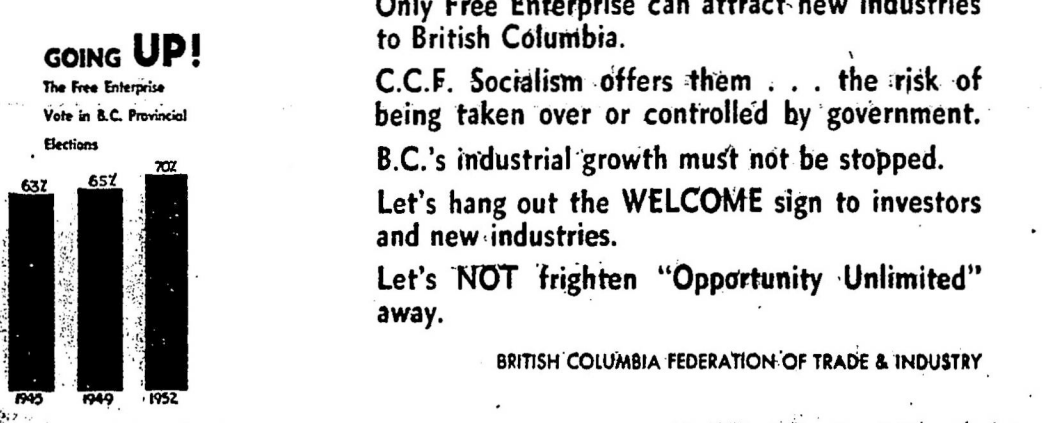 GOING UP!
The Free Enterprise
Vote in B.C. Provincial
Elections
63% 65% 70%
1945 1949 1952
Only Free Enterprise can attract new industries
to British Columbia.
C.C.F. Socialism offers them . . . the risk of
being taken over or controlled by government.
B.C.'s industrial growth must not be stopped.
Let's hang out the WELCOME sign to investors
and new industries.
Let's NOT frighten "Opportunity Unlimited"
away.
BRITISH COLUMBIA FEDERATION OF TRADE & INDUSTRY